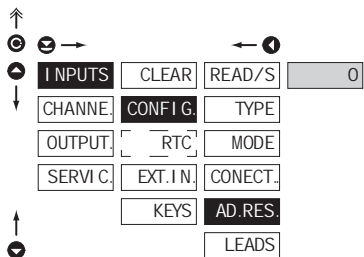 INPUTS CLEAR READ/S 0
CHANNE. CONFIG. TYPE
OUTPUT. RTC MODE
SERVIC. EXT.IN. CONECT..
KEYS AD.RES.
LEADS